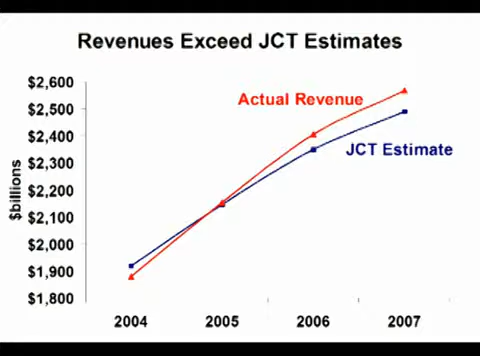 Revenues Exceed JCT Estimates
$2,600
$2,500
$2,400
$2,300
$2,200
$2,100
$2,000
$1,900
$1,800
$billions
Actual Revenue
JCT Estimate
2004 2005 2006 2007